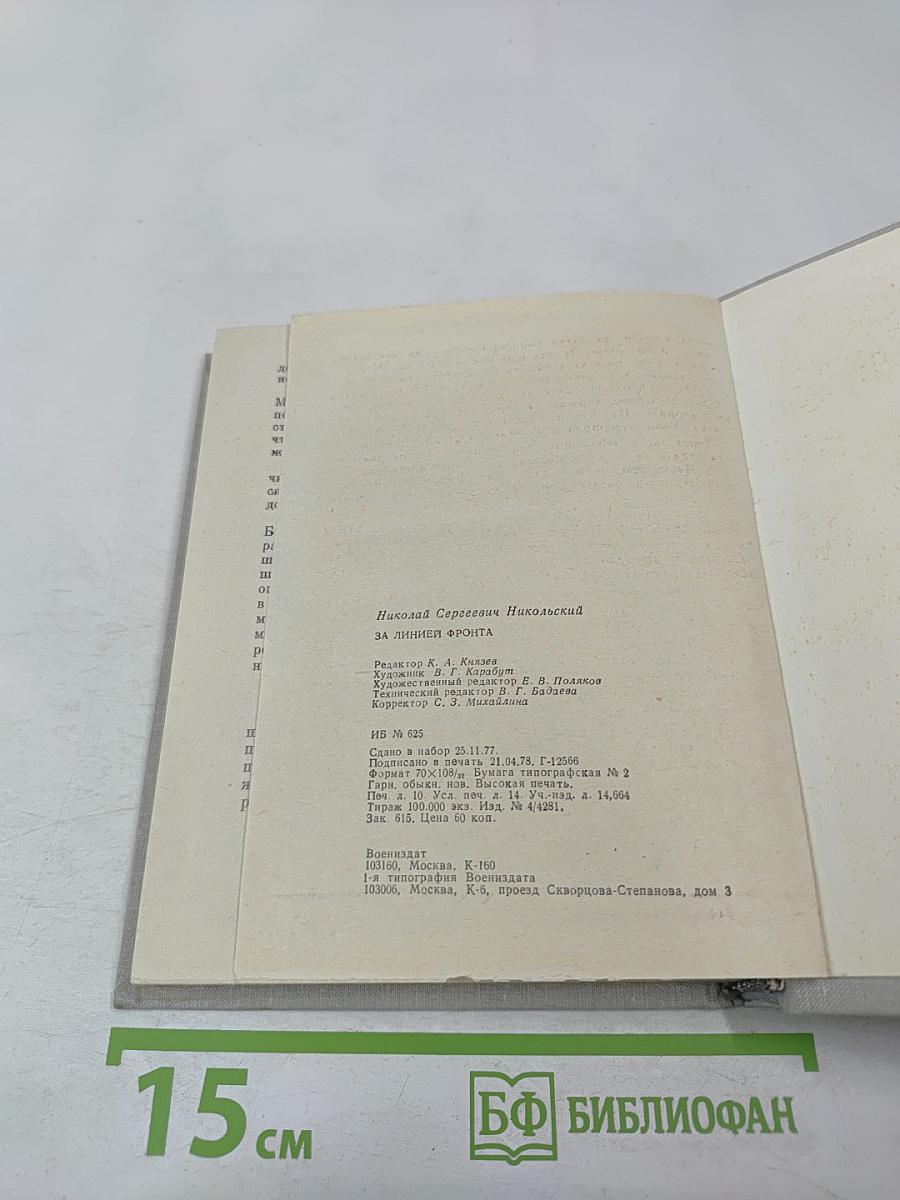 Николай Сергеевич Никольский
ЗА ЛИНИЕЙ ФРОНТА
Редактор К. А. Князев
Художник В. Г. Карабут
Художественный редактор Е. В. Поляков
Технический редактор В. Г. Бадаева
Корректор С. З. Михайлина
ИБ № 625
Сдано в набор 25.11.77.
Подписано в печать 21.04.78. Г-12566
Формат 70×108/32 Бумага типографская № 2
Гарн. обыкн. нов. Высокая печать.
Печ. л. 10 Усл. печ. л. 14 Уч.-изд. л. 14,664
Тираж 100.000 экз. Изд. № 4/4281.
Зак. 615. Цена 60 коп.
Воениздат
103160, Москва, К-160
1-я типография Воениздата
103006, Москва, К-6, проезд Скворцова-Степанова, дом 3
15 см
БФ БИБЛИОФАН